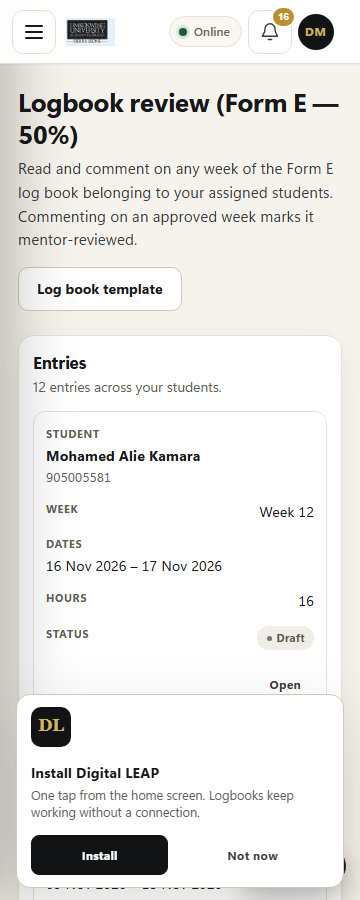 LIMKOKWING
UNIVERSITY
SIERRA LEONE
Online
16
DM
Logbook review (Form E —
50%)
Read and comment on any week of the Form E
log book belonging to your assigned students.
Commenting on an approved week marks it
mentor-reviewed.
Log book template
Entries
12 entries across your students.
STUDENT
Mohamed Alie Kamara
905005581
WEEK
Week 12
DATES
16 Nov 2026 – 17 Nov 2026
HOURS
16
STATUS
Draft
Open
DL
Install Digital LEAP
One tap from the home screen. Logbooks keep
working without a connection.
Install
Not now